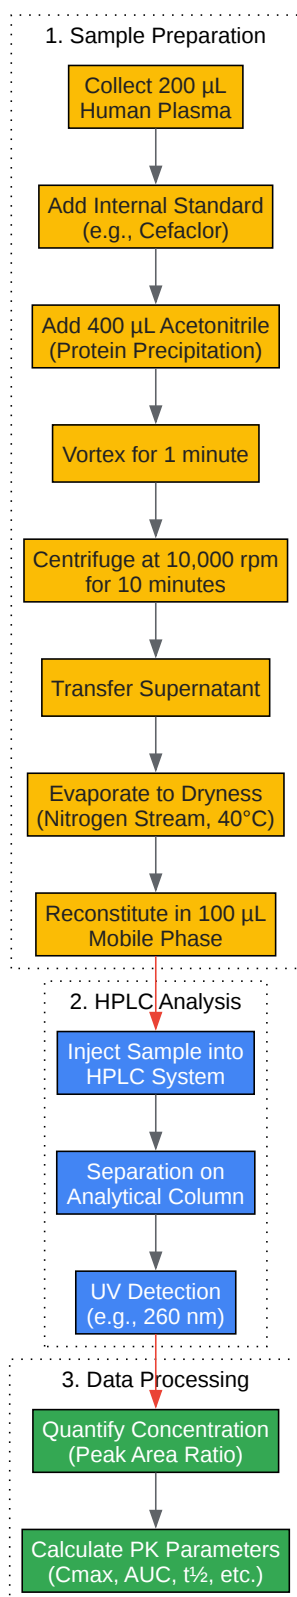 1. Sample Preparation
Collect 200 µL
Human Plasma
Add Internal Standard
(e.g., Cefaclor)
Add 400 µL Acetonitrile
(Protein Precipitation)
Vortex for 1 minute
Centrifuge at 10,000 rpm
for 10 minutes
Transfer Supernatant
Evaporate to Dryness
(Nitrogen Stream, 40°C)
Reconstitute in 100 µL
Mobile Phase
2. HPLC Analysis
Inject Sample into
HPLC System
Separation on
Analytical Column
UV Detection
(e.g., 260 nm)
3. Data Processing
Quantify Concentration
(Peak Area Ratio)
Calculate PK Parameters
(Cmax, AUC, t½, etc.)